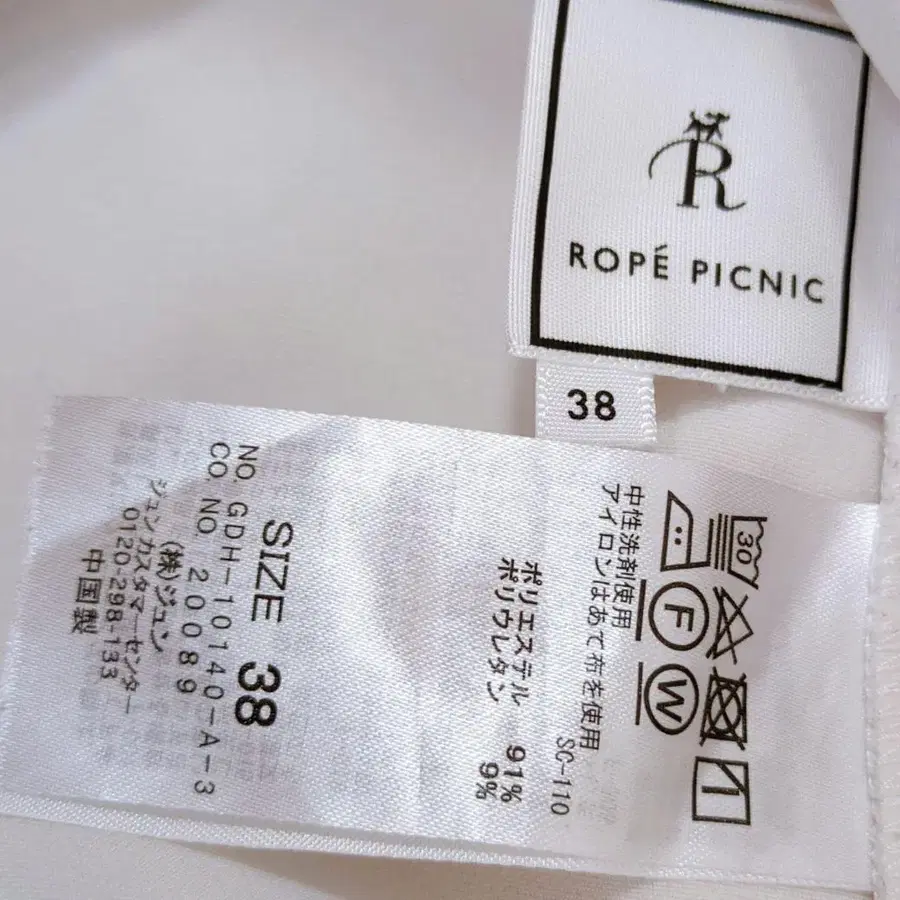 R
ROPÉ PICNIC
38
30
F
W
中性洗剤使用
アイロンはあて布を使用
SC-110
ポリエステル 91%
ポリウレタン 9%
SIZE 38
NO. GDH-10140-A-3
CO. NO. 20089
(株)ジュン
ジュンカスタマーセンター
0120-298-133
中国製